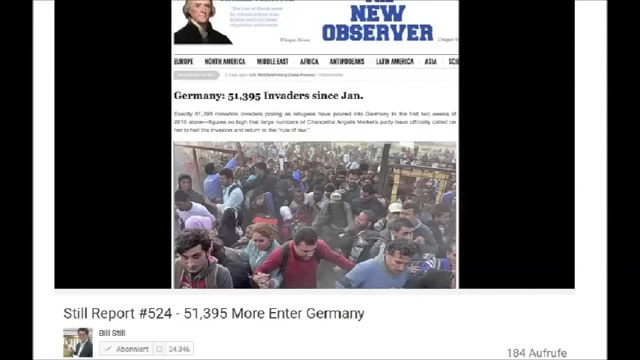 THE
NEW
OBSERVER
EUROPE NORTH AMERICA MIDDLE EAST AFRICA ANTIPODEANS LATIN AMERICA ASIA
Germany: 51,395 Invaders since Jan.
Exactly 51,395 nonwhite invaders posing as refugees have poured into Germany in the first two weeks of
2016 alone—figures so high that large numbers of Chancellor Angela Merkel's party have officially called on
her to halt the invasion and return to the "rule of law."
Still Report #524 - 51,395 More Enter Germany
Bill Still
Abonniert 24.346
184 Aufrufe